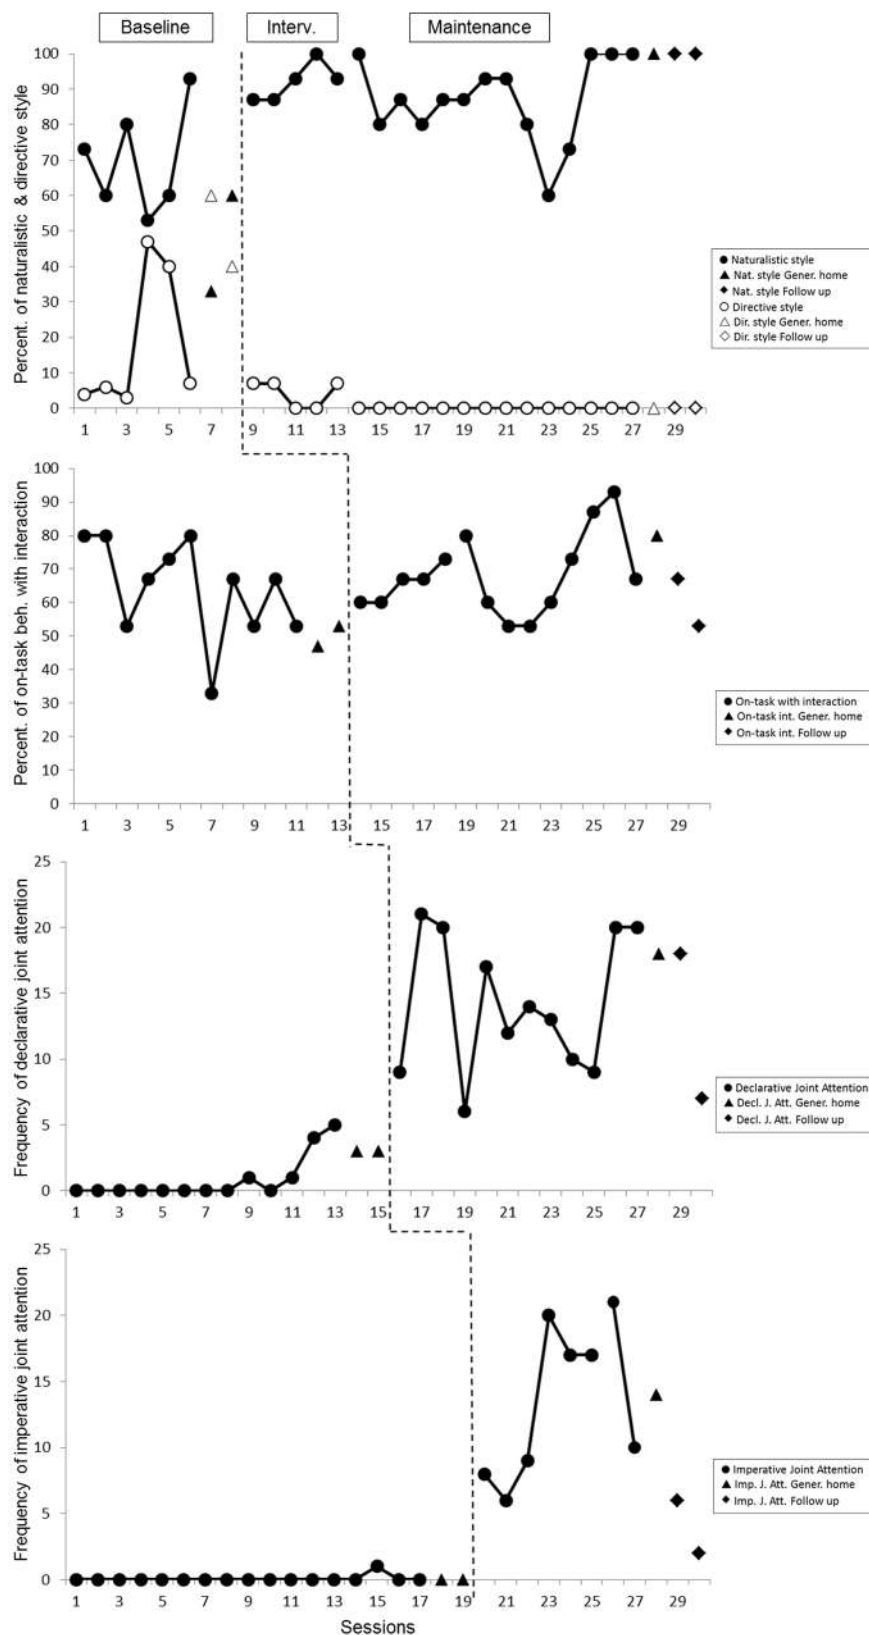 Baseline Interv. Maintenance
Percent. of naturalistic & directive style
100
90
80
70
60
50
40
30
20
10
0
1 3 5 7 9 11 13 15 17 19 21 23 25 27 29
Naturalistic style
Nat. style Gener. home
Nat. style Follow up
Directive style
Dir. style Gener. home
Dir. style Follow up
Percent. of on-task beh. with interaction
100
90
80
70
60
50
40
30
20
10
0
1 3 5 7 9 11 13 15 17 19 21 23 25 27 29
On-task with interaction
On-task int. Gener. home
On-task int. Follow up
Frequency of declarative joint attention
25
20
15
10
5
0
1 3 5 7 9 11 13 15 17 19 21 23 25 27 29
Declarative Joint Attention
Decl. J. Att. Gener. home
Decl. J. Att. Follow up
Frequency of imperative joint attention
25
20
15
10
5
0
1 3 5 7 9 11 13 15 17 19 21 23 25 27 29
Imperative Joint Attention
Imp. J. Att. Gener. home
Imp. J. Att. Follow up
Sessions